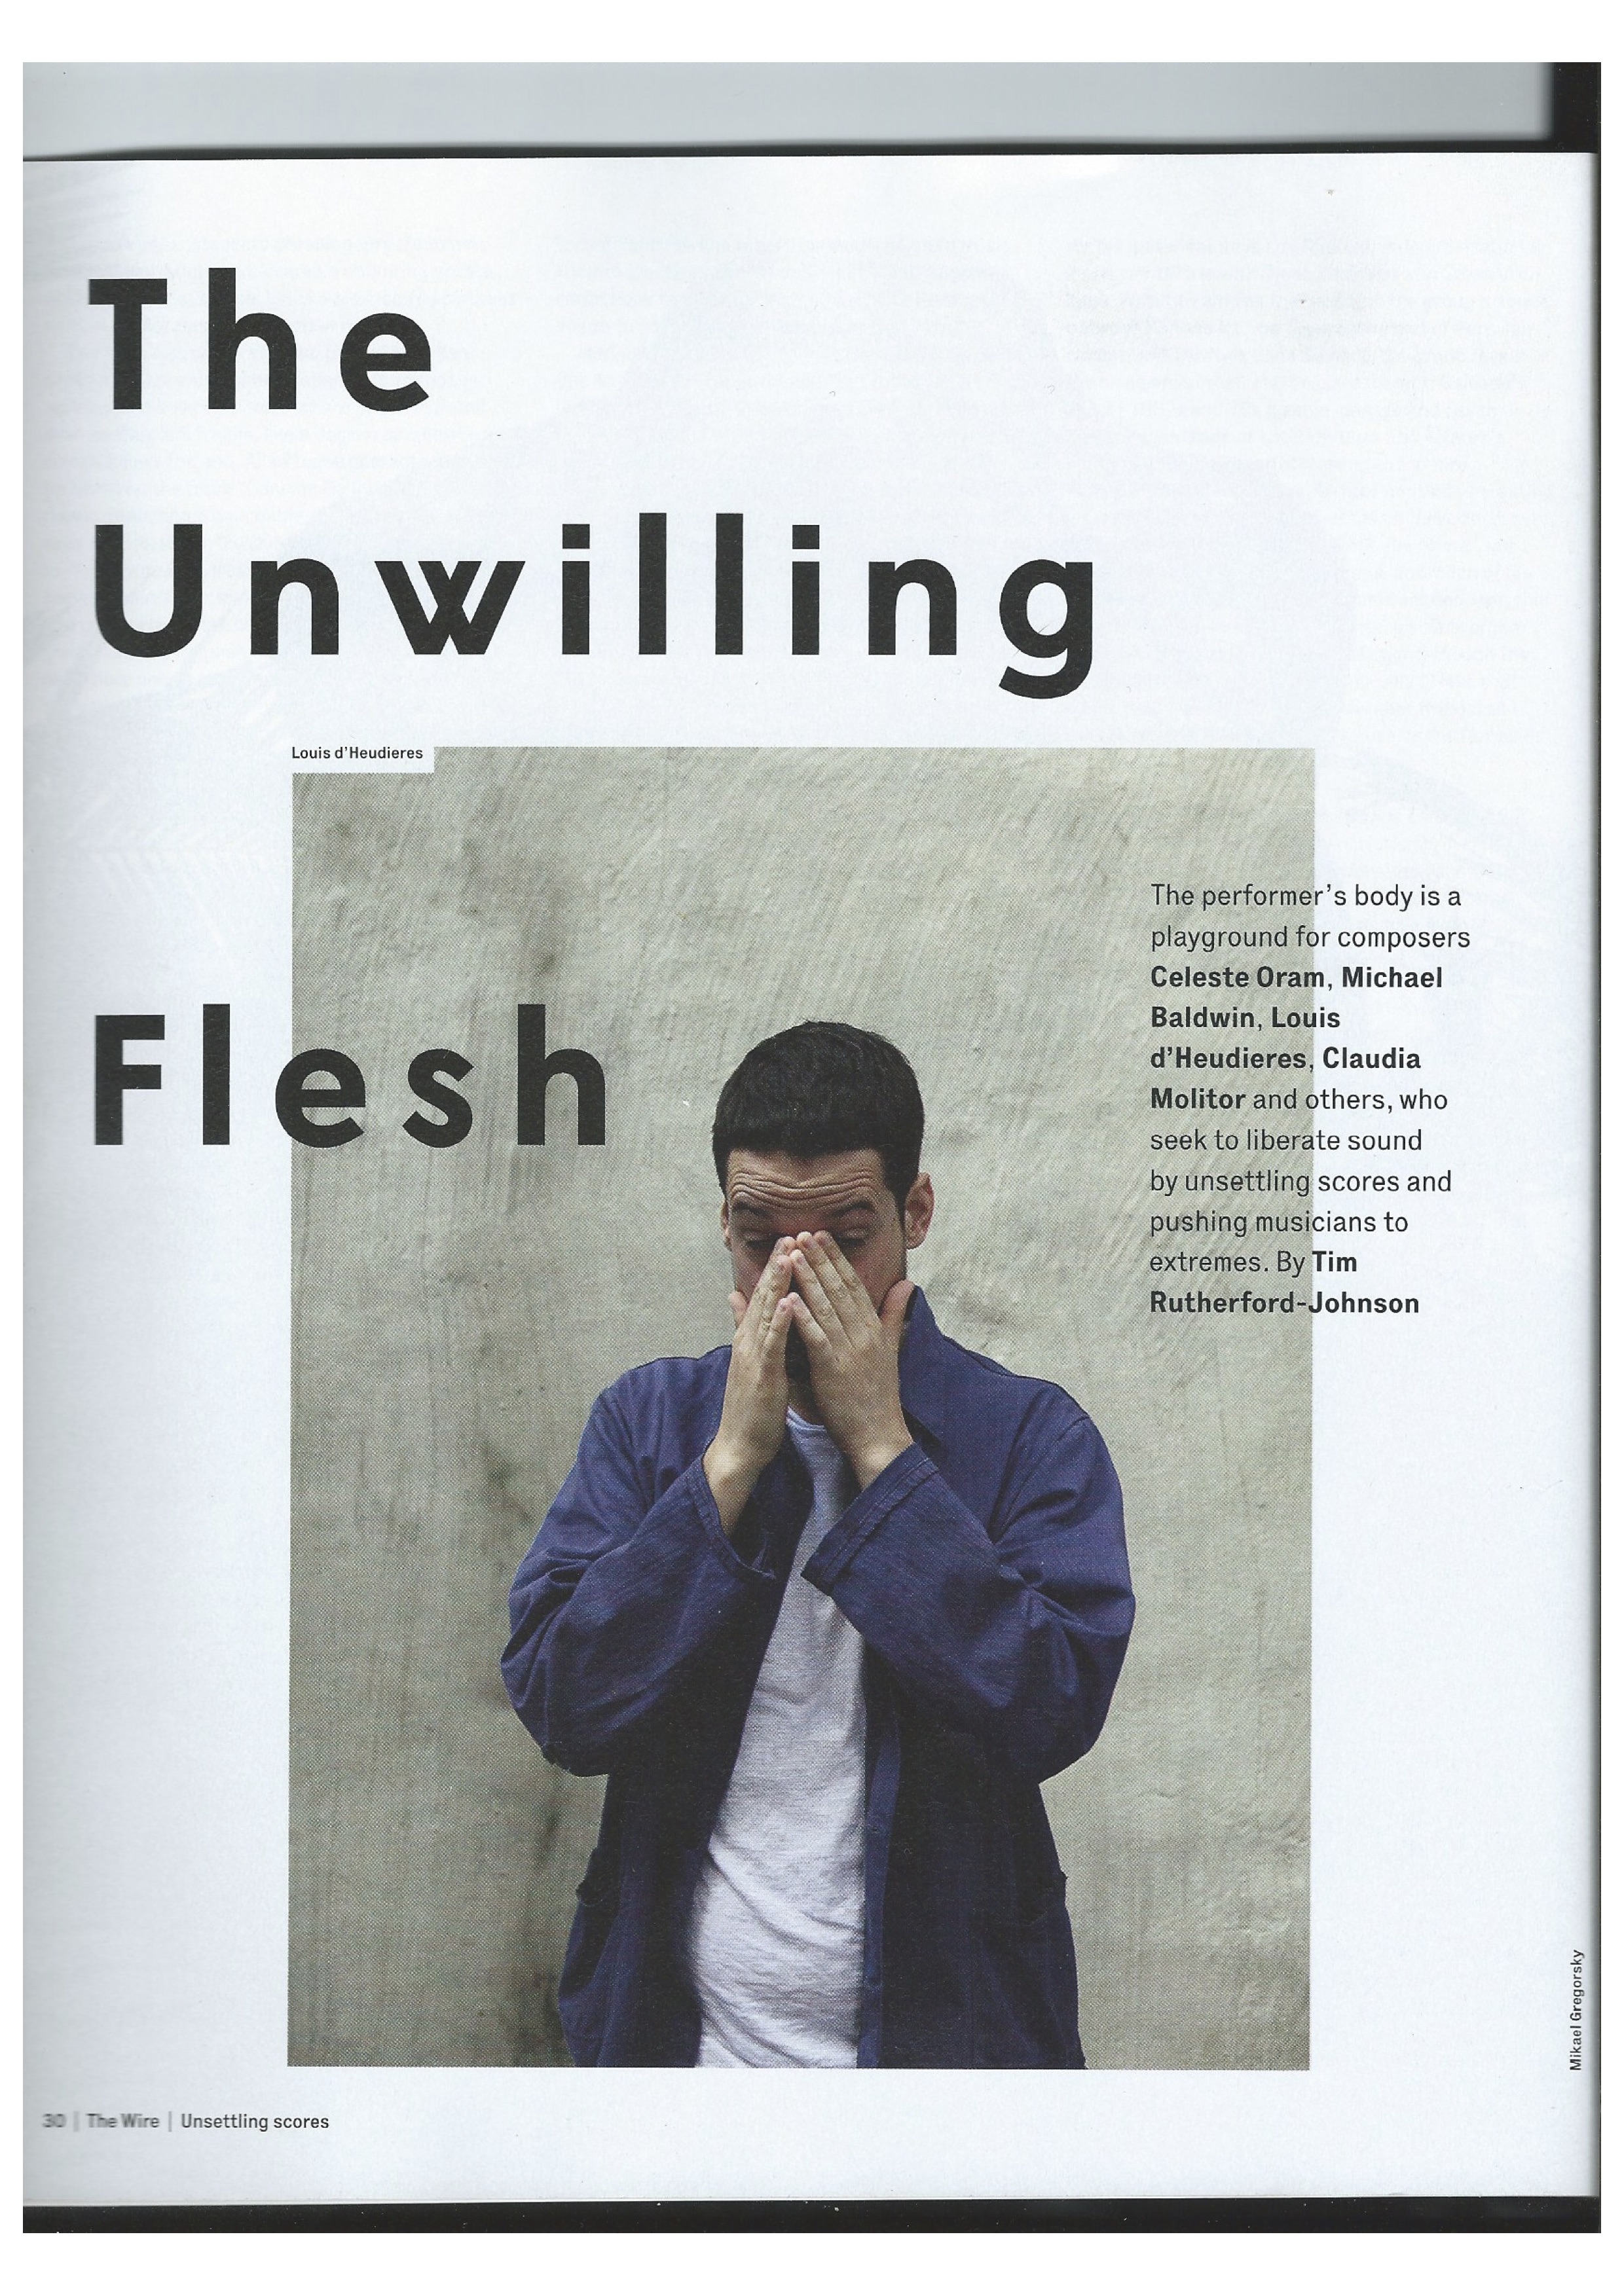 The
Unwilling
Louis d'Heudieres
Flesh
The performer's body is a
playground for composers
Celeste Oram, Michael
Baldwin, Louis
d'Heudieres, Claudia
Molitor and others, who
seek to liberate sound
by unsettling scores and
pushing musicians to
extremes. By Tim
Rutherford-Johnson
Mikael Gregorsky
30 | The Wire | Unsettling scores